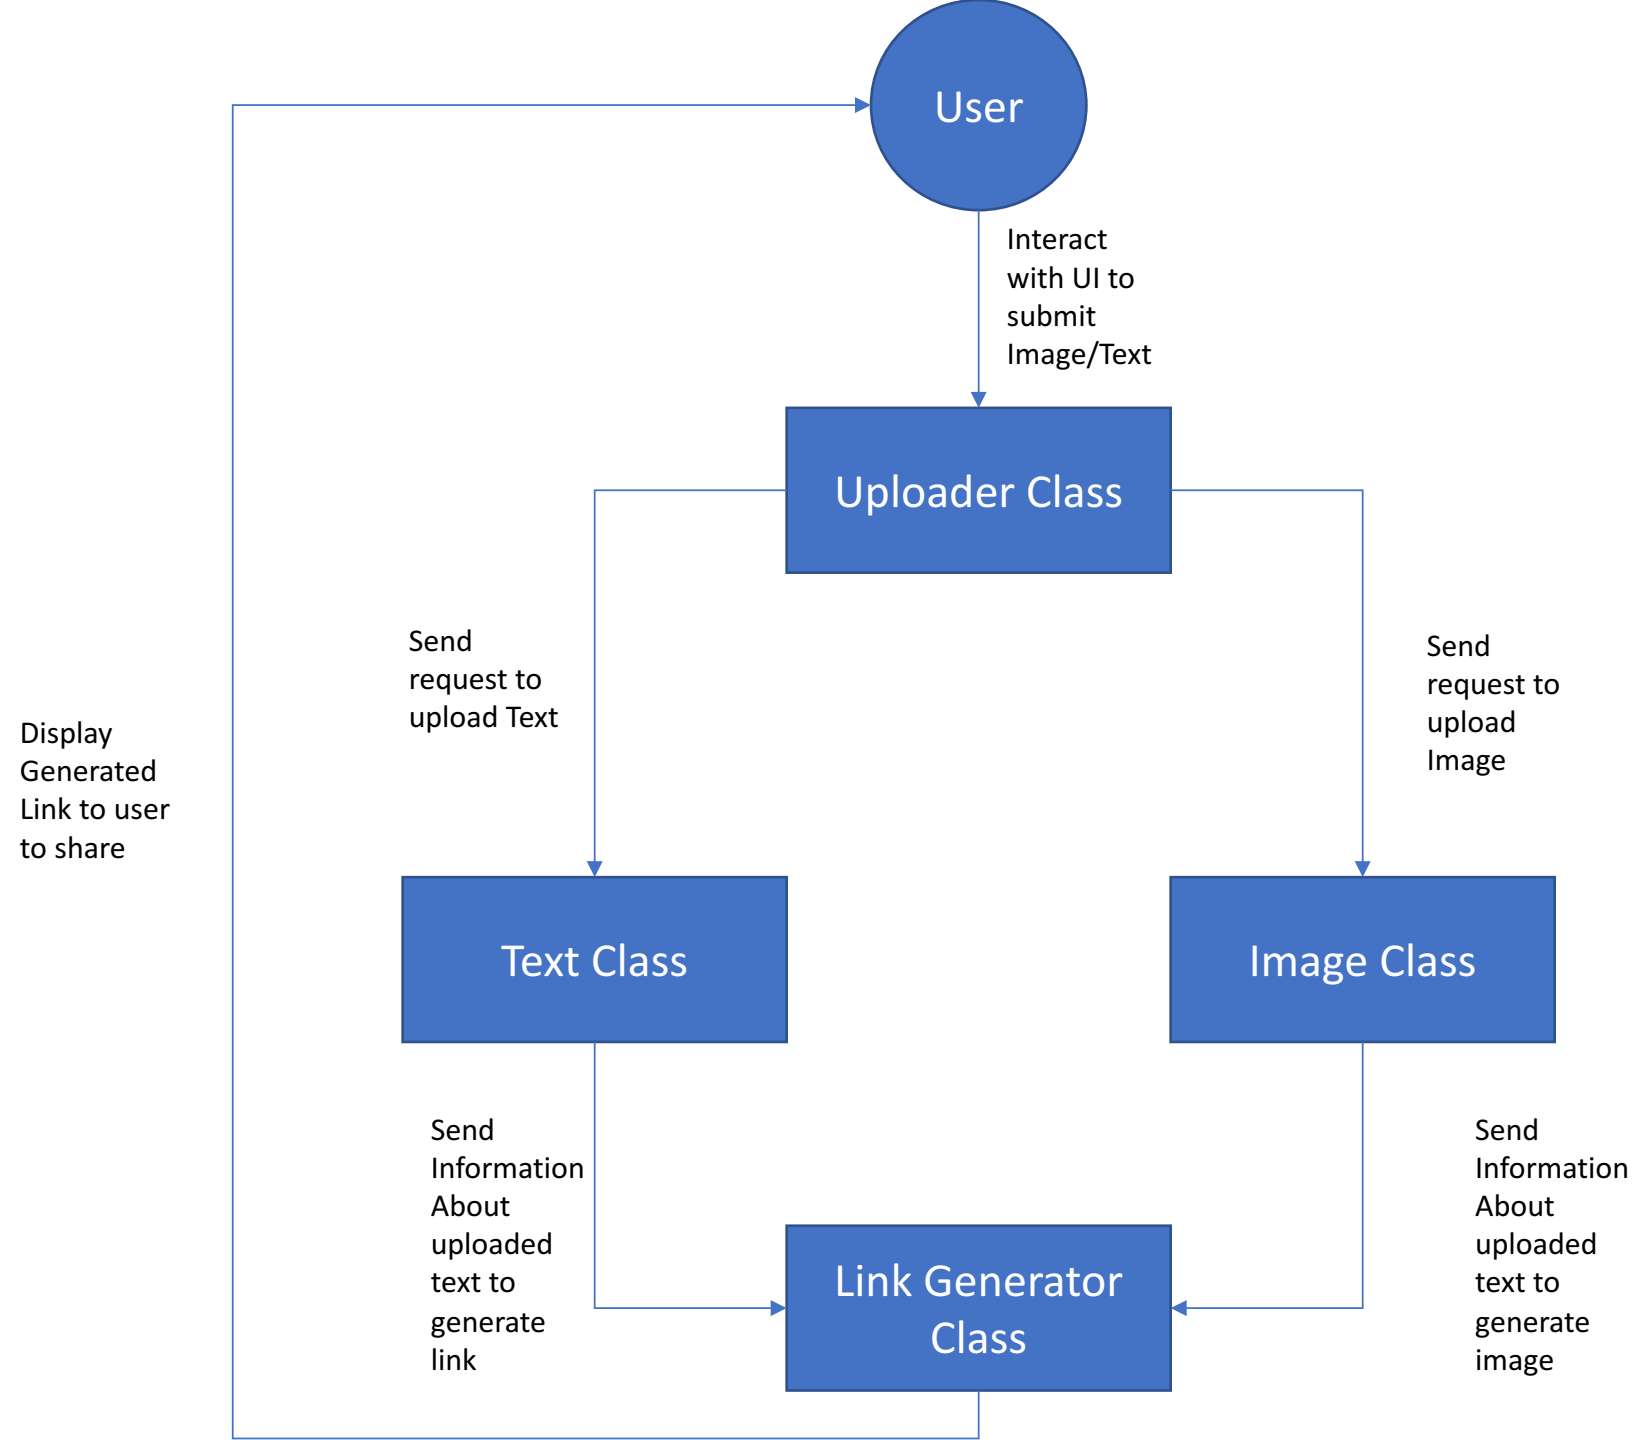 User
Interact
with UI to
submit
Image/Text
Uploader Class
Send
request to
upload Text
Send
request to
upload
Image
Display
Generated
Link to user
to share
Text Class
Image Class
Send
Information
About
uploaded
text to
generate
link
Send
Information
About
uploaded
text to
generate
image
Link Generator
Class